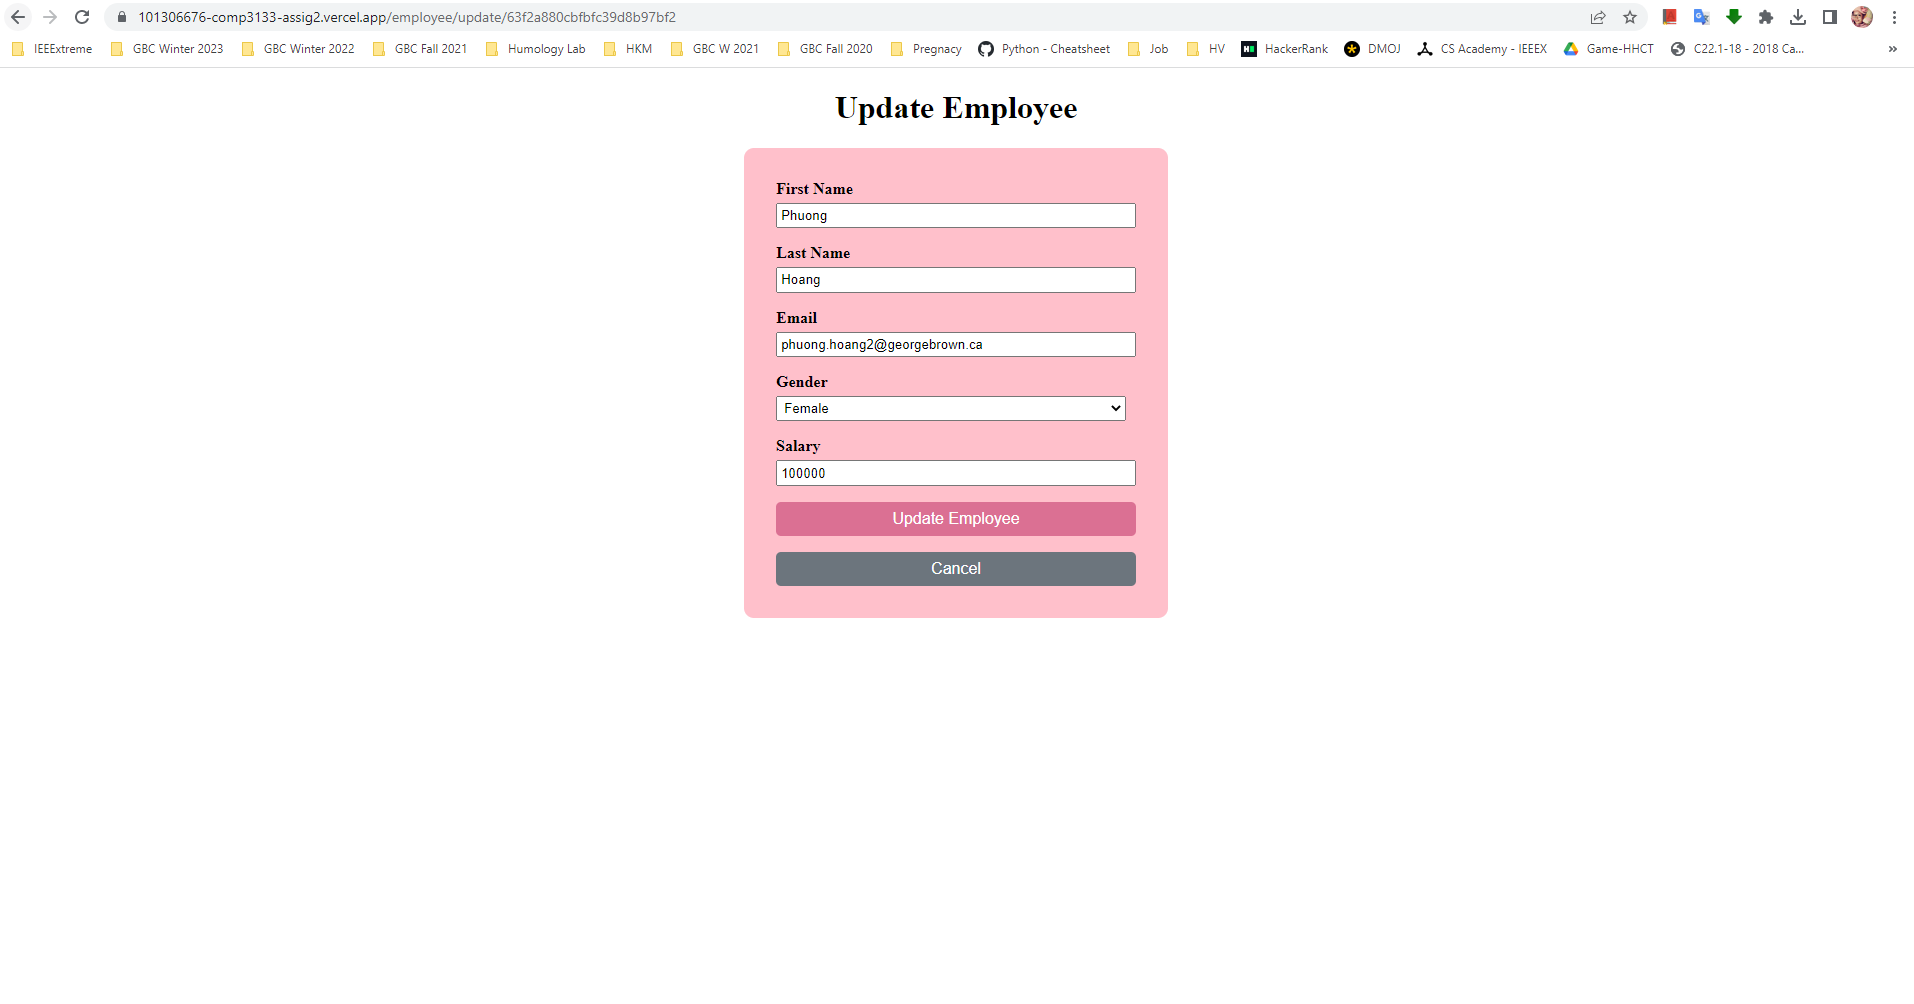 101306676-comp3133-assig2.vercel.app/employee/update/63f2a880cbfbfc39d8b97bf2
IEEExtreme GBC Winter 2023 GBC Winter 2022 GBC Fall 2021 Humology Lab HKM GBC W 2021 GBC Fall 2020 Pregnacy Python - Cheatsheet Job HV HackerRank DMOJ CS Academy - IEEEX Game-HHCT C22.1-18 - 2018 Ca... »
Update Employee
First Name
Phuong
Last Name
Hoang
Email
phuong.hoang2@georgebrown.ca
Gender
Female
Salary
100000
Update Employee
Cancel